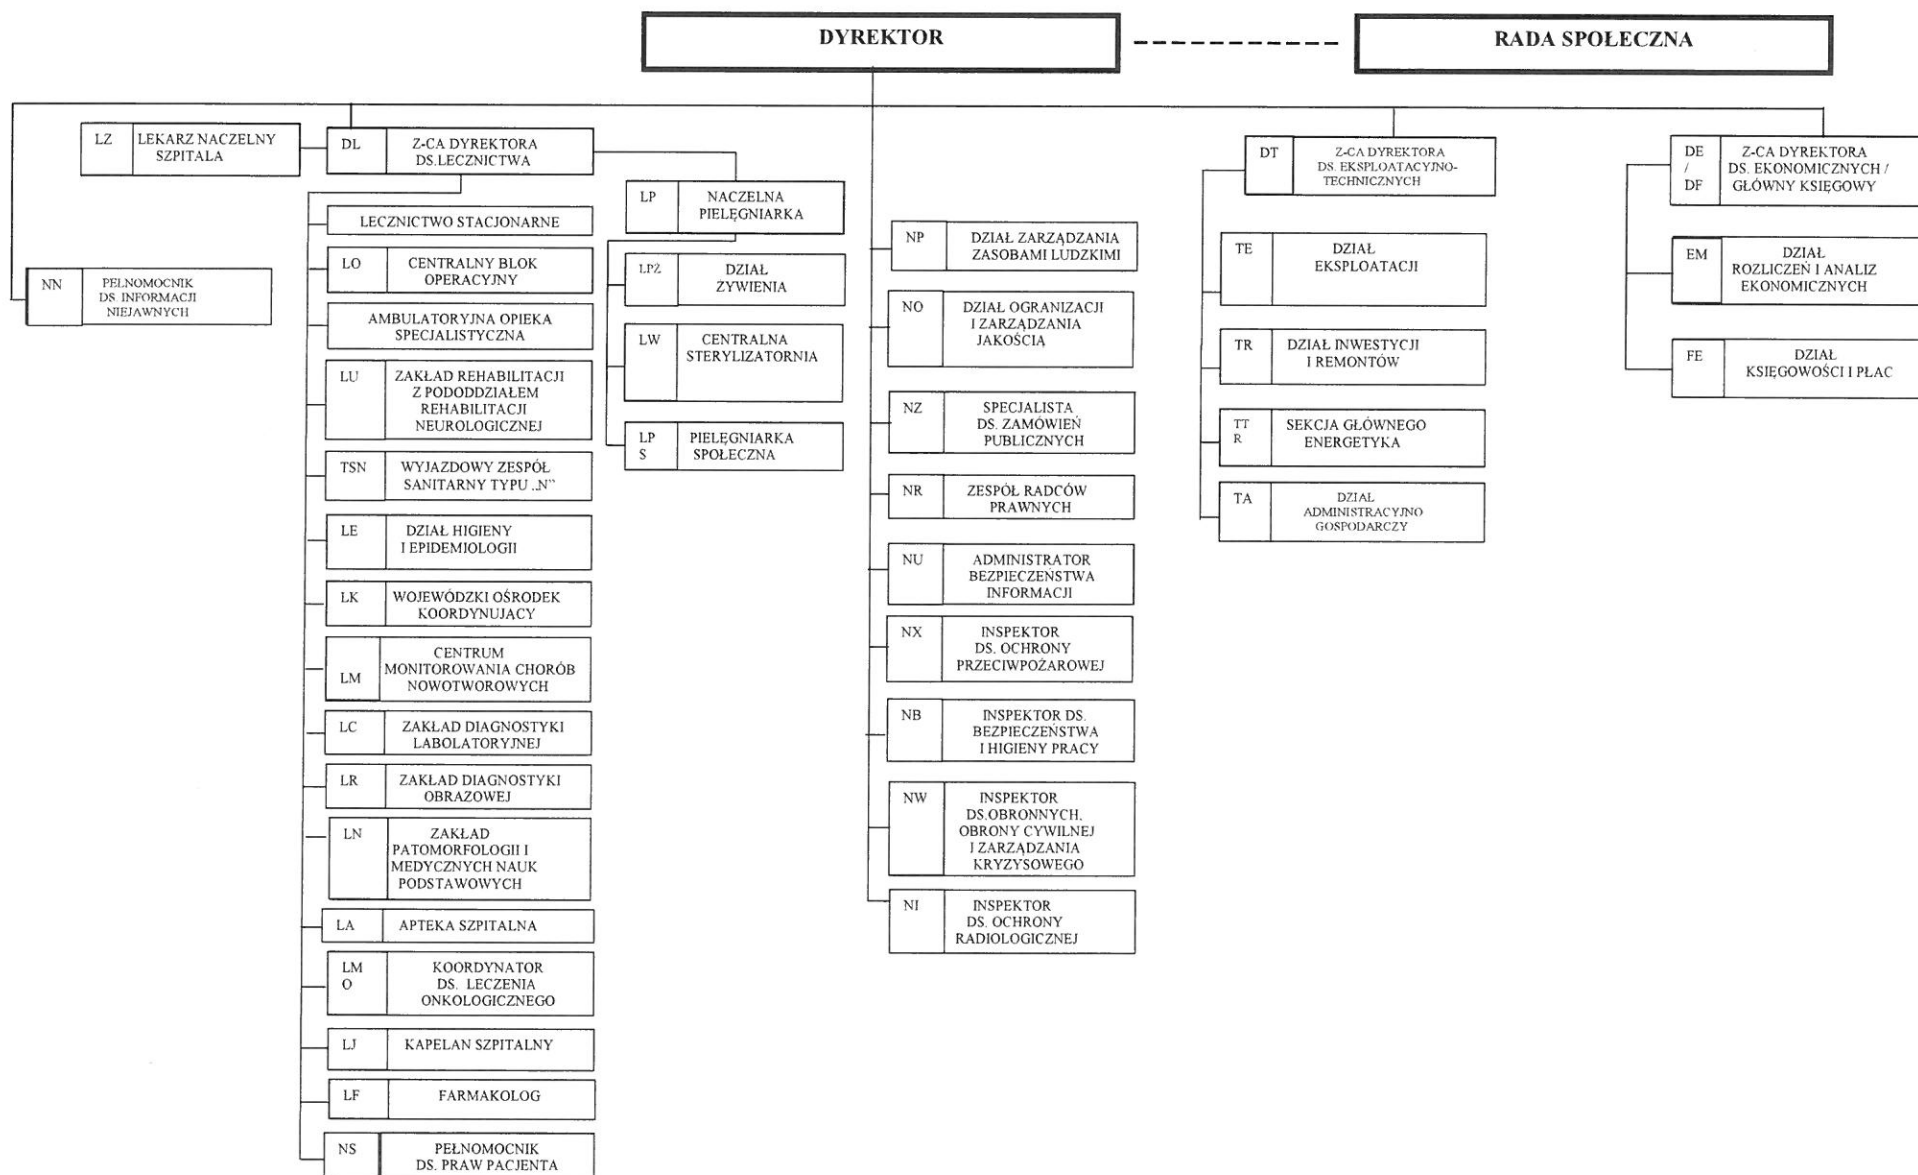 DYREKTOR
RADA SPOŁECZNA
LZ
LEKARZ NACZELNY
SZPITALA
DL
Z-CA DYREKTORA
DS.LECZNICTWA
LP
NACZELNA
PIELĘGNIARKA
DT
Z-CA DYREKTORA
DS. EKSPLOATACYJNO-
TECHNICZNYCH
DE
/
DF
Z-CA DYREKTORA
DS. EKONOMICZNYCH /
GŁÓWNY KSIĘGOWY
NN
PEŁNOMOCNIK
DS. INFORMACJI
NIEJAWNYCH
LECZNICTWO STACJONARNE
LO
CENTRALNY BLOK
OPERACYJNY
AMBULATORYJNA OPIEKA
SPECJALISTYCZNA
LU
ZAKŁAD REHABILITACJI
Z PODODDZIAŁEM
REHABILITACJI
NEUROLOGICZNEJ
TSN
WYJAZDOWY ZESPÓŁ
SANITARNY TYPU „N"
LE
DZIAŁ HIGIENY
I EPIDEMIOLOGII
LK
WOJEWÓDZKI OŚRODEK
KOORDYNUJĄCY
LM
CENTRUM
MONITOROWANIA CHORÓB
NOWOTWOROWYCH
LC
ZAKŁAD DIAGNOSTYKI
LABOLATORYJNEJ
LR
ZAKŁAD DIAGNOSTYKI
OBRAZOWEJ
LN
ZAKŁAD
PATOMORFOLOGII I
MEDYCZNYCH NAUK
PODSTAWOWYCH
LA
APTEKA SZPITALNA
LM
O
KOORDYNATOR
DS. LECZENIA
ONKOLOGICZNEGO
LJ
KAPELAN SZPITALNY
LF
FARMAKOLOG
NS
PEŁNOMOCNIK
DS. PRAW PACJENTA
LPŻ
DZIAŁ
ŻYWIENIA
LW
CENTRALNA
STERYLIZATORNIA
LP
S
PIELĘGNIARKA
SPOŁECZNA
NP
DZIAŁ ZARZĄDZANIA
ZASOBAMI LUDZKIMI
NO
DZIAŁ OGRANIZACJI
I ZARZĄDZANIA
JAKOŚCIĄ
NZ
SPECJALISTA
DS. ZAMÓWIEŃ
PUBLICZNYCH
NR
ZESPÓŁ RADCÓW
PRAWNYCH
NU
ADMINISTRATOR
BEZPIECZEŃSTWA
INFORMACJI
NX
INSPEKTOR
DS. OCHRONY
PRZECIWPOŻAROWEJ
NB
INSPEKTOR DS.
BEZPIECZEŃSTWA
I HIGIENY PRACY
NW
INSPEKTOR
DS.OBRONNYCH,
OBRONY CYWILNEJ
I ZARZĄDZANIA
KRYZYSOWEGO
NI
INSPEKTOR
DS. OCHRONY
RADIOLOGICZNEJ
TE
DZIAŁ
EKSPLOATACJI
TR
DZIAŁ INWESTYCJI
I REMONTÓW
TT
R
SEKCJA GŁÓWNEGO
ENERGETYKA
TA
DZIAŁ
ADMINISTRACYJNO
GOSPODARCZY
EM
DZIAŁ
ROZLICZEŃ I ANALIZ
EKONOMICZNYCH
FE
DZIAŁ
KSIĘGOWOŚCI I PŁAC